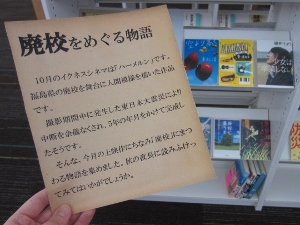 廃校をめぐる物語
10月のイクネスシネマは「ハーメルン」です。
福島県の廃校を舞台に人間模様を描いた作品
です。
撮影期間中に発生した東日本大震災により
中断を余儀なくされ、5年の年月をかけて完成し
たそうです。
そんな、今月の上映作にちなみ「廃校」にまつ
わる物語を集めました。秋の夜長に読みふけっ
てみてはいかがでしょうか。